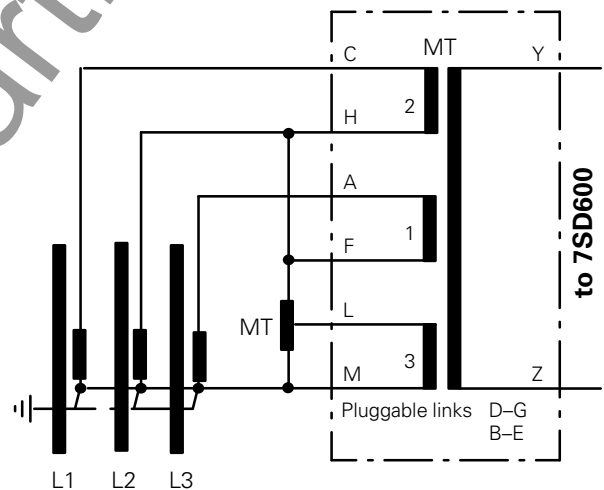 C
MT
Y
2
H
A
1
F
MT
L
3
M
Z
Pluggable links D–G
B–E
to 7SD600
L1
L2
L3